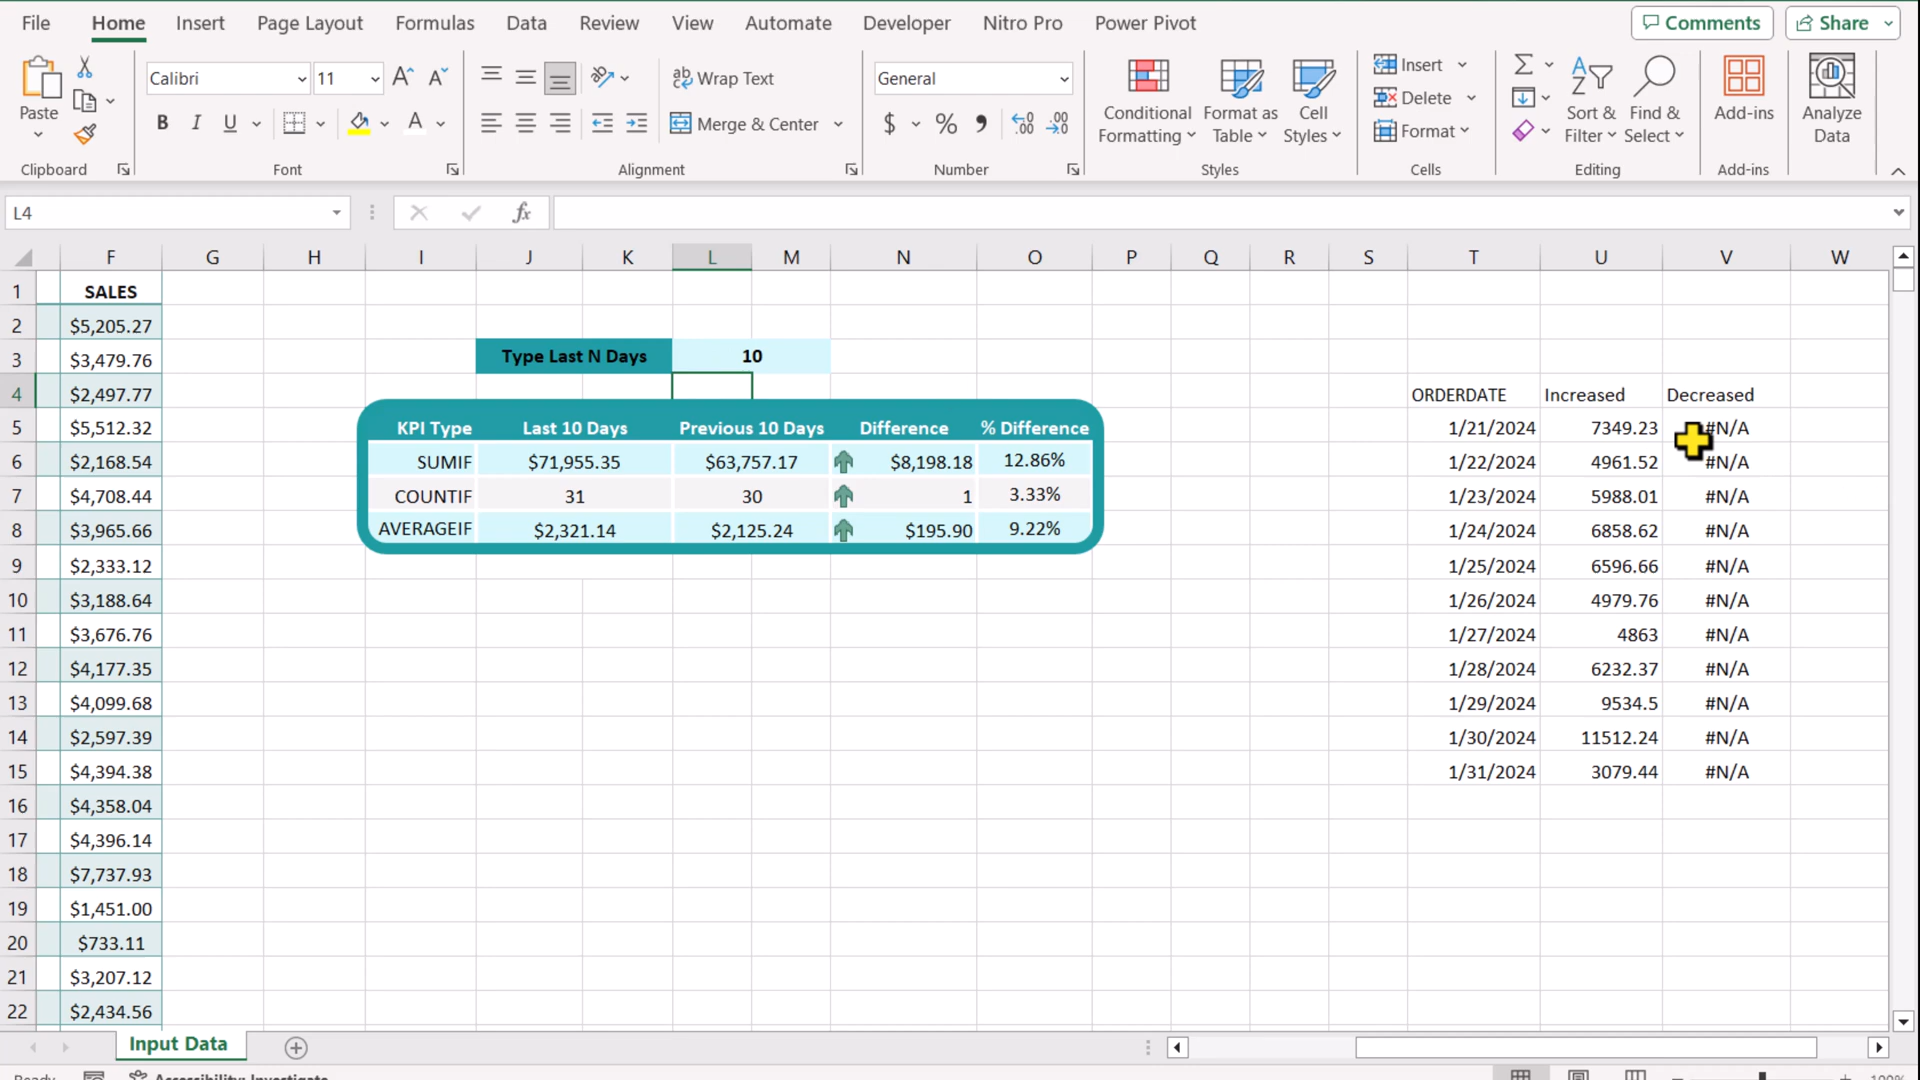 File Home Insert Page Layout Formulas Data Review View Automate Developer Nitro Pro Power Pivot Comments Share
Calibri 11 Wrap Text General Insert
Paste Merge & Center Conditional Formatting Format as Table Cell Styles Delete Format Sort & Filter Find & Select Add-ins Analyze Data
Clipboard Font Alignment Number Styles Cells Editing Add-ins
L4 fx
F G H I J K L M N O P Q R S T U V W
1 SALES
2 $5,205.27
3 $3,479.76 Type Last N Days 10
4 $2,497.77 ORDERDATE Increased Decreased
5 $5,512.32 KPI Type Last 10 Days Previous 10 Days Difference % Difference 1/21/2024 7349.23 #N/A
6 $2,168.54 SUMIF $71,955.35 $63,757.17 $8,198.18 12.86% 1/22/2024 4961.52 #N/A
7 $4,708.44 COUNTIF 31 30 1 3.33% 1/23/2024 5988.01 #N/A
8 $3,965.66 AVERAGEIF $2,321.14 $2,125.24 $195.90 9.22% 1/24/2024 6858.62 #N/A
9 $2,333.12 1/25/2024 6596.66 #N/A
10 $3,188.64 1/26/2024 4979.76 #N/A
11 $3,676.76 1/27/2024 4863 #N/A
12 $4,177.35 1/28/2024 6232.37 #N/A
13 $4,099.68 1/29/2024 9534.5 #N/A
14 $2,597.39 1/30/2024 11512.24 #N/A
15 $4,394.38 1/31/2024 3079.44 #N/A
16 $4,358.04
17 $4,396.14
18 $7,737.93
19 $1,451.00
20 $733.11
21 $3,207.12
22 $2,434.56
Input Data
Ready Accessibility: Investigate 100%